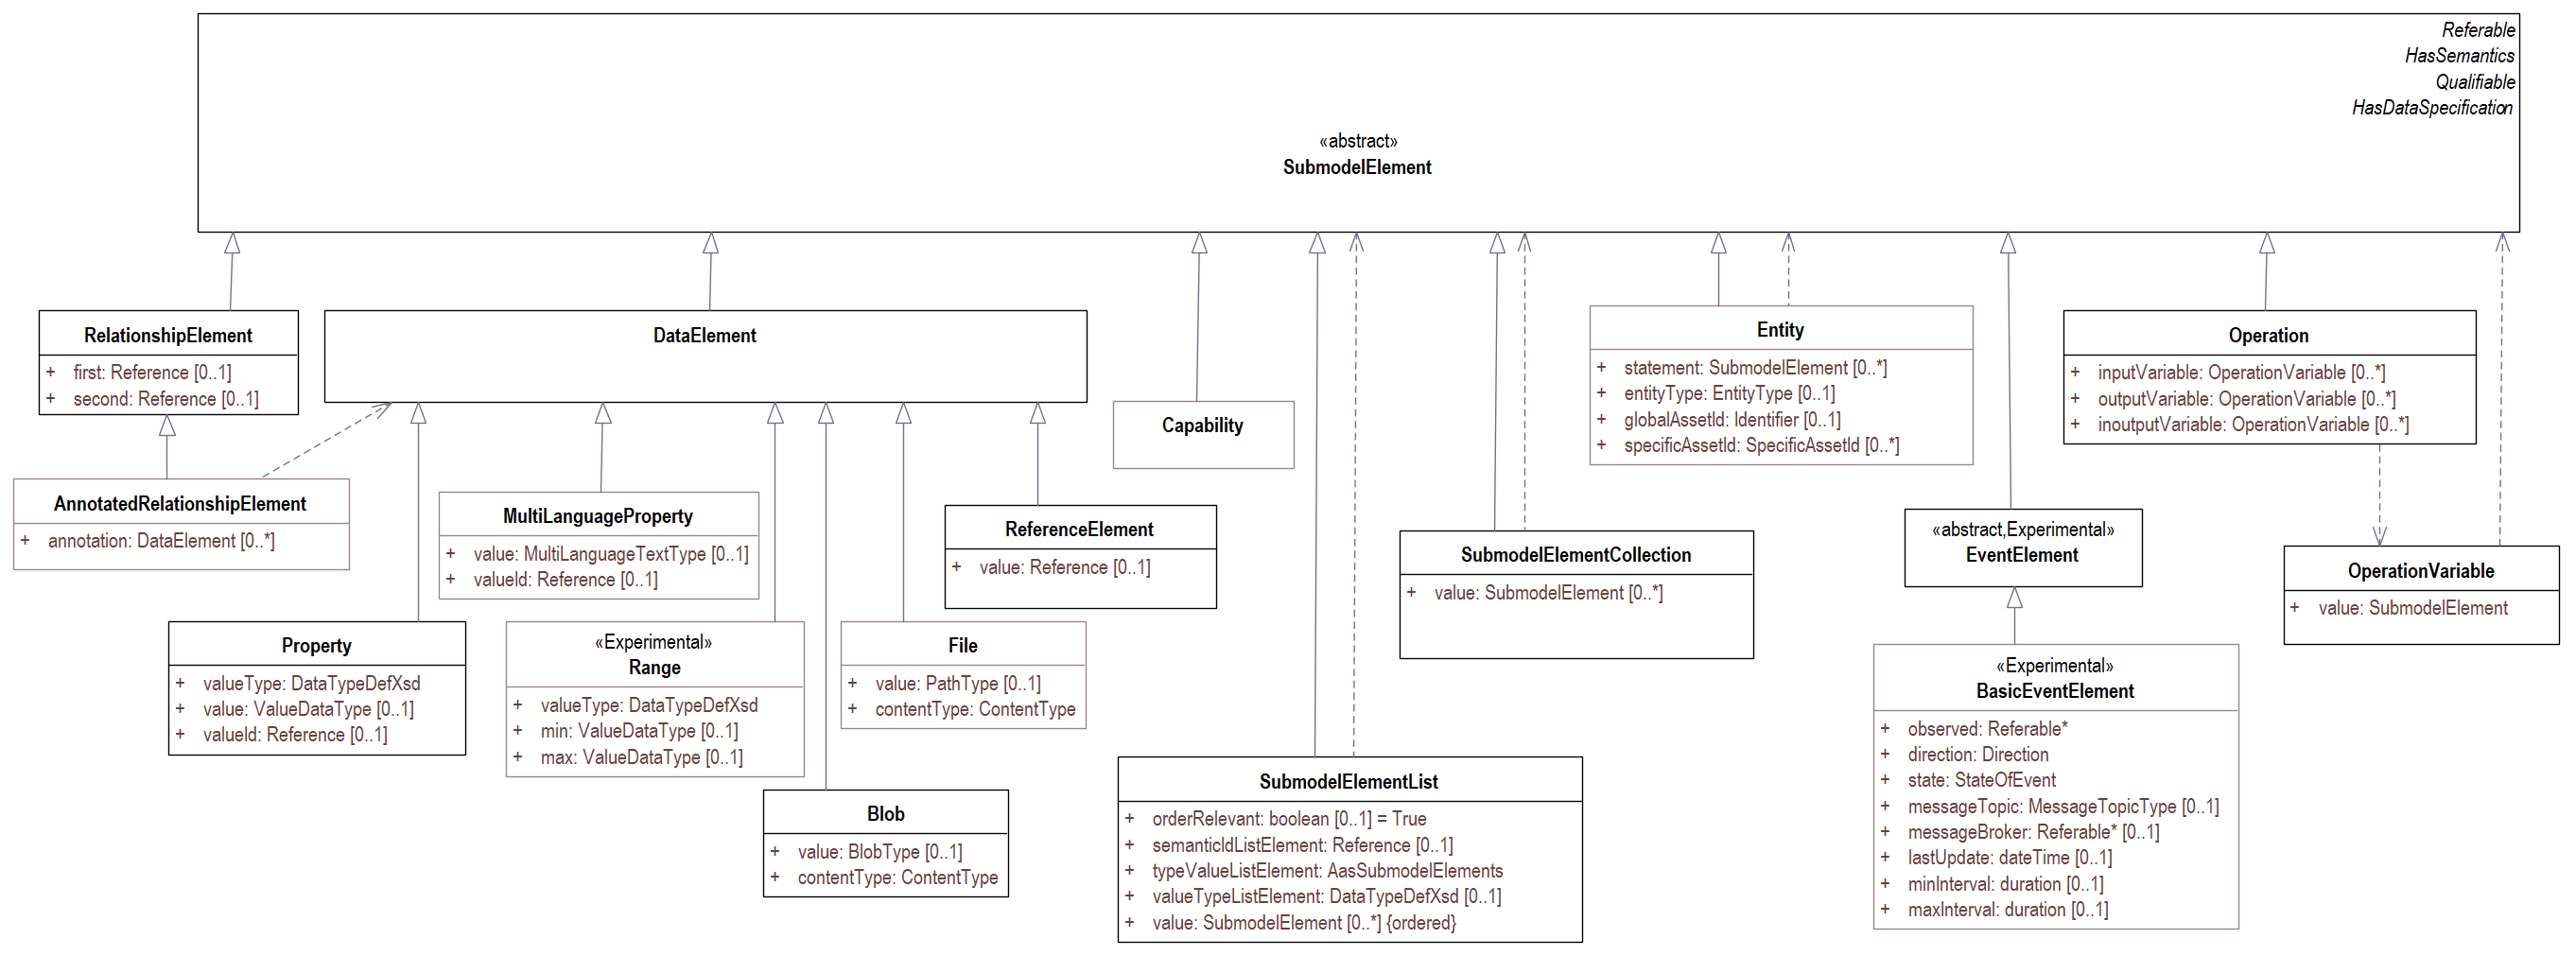 Referable
HasSemantics
Qualifiable
HasDataSpecification
«abstract»
SubmodelElement
RelationshipElement
+ first: Reference [0..1]
+ second: Reference [0..1]
DataElement
Capability
Entity
+ statement: SubmodelElement [0..*]
+ entityType: EntityType [0..1]
+ globalAssetId: Identifier [0..1]
+ specificAssetId: SpecificAssetId [0..*]
Operation
+ inputVariable: OperationVariable [0..*]
+ outputVariable: OperationVariable [0..*]
+ inoutputVariable: OperationVariable [0..*]
AnnotatedRelationshipElement
+ annotation: DataElement [0..*]
MultiLanguageProperty
+ value: MultiLanguageTextType [0..1]
+ valueId: Reference [0..1]
ReferenceElement
+ value: Reference [0..1]
SubmodelElementCollection
+ value: SubmodelElement [0..*]
«abstract,Experimental»
EventElement
OperationVariable
+ value: SubmodelElement
Property
+ valueType: DataTypeDefXsd
+ value: ValueDataType [0..1]
+ valueId: Reference [0..1]
«Experimental»
Range
+ valueType: DataTypeDefXsd
+ min: ValueDataType [0..1]
+ max: ValueDataType [0..1]
File
+ value: PathType [0..1]
+ contentType: ContentType
Blob
+ value: BlobType [0..1]
+ contentType: ContentType
SubmodelElementList
+ orderRelevant: boolean [0..1] = True
+ semanticIdListElement: Reference [0..1]
+ typeValueListElement: AasSubmodelElements
+ valueTypeListElement: DataTypeDefXsd [0..1]
+ value: SubmodelElement [0..*] {ordered}
«Experimental»
BasicEventElement
+ observed: Referable*
+ direction: Direction
+ state: StateOfEvent
+ messageTopic: MessageTopicType [0..1]
+ messageBroker: Referable* [0..1]
+ lastUpdate: dateTime [0..1]
+ minInterval: duration [0..1]
+ maxInterval: duration [0..1]